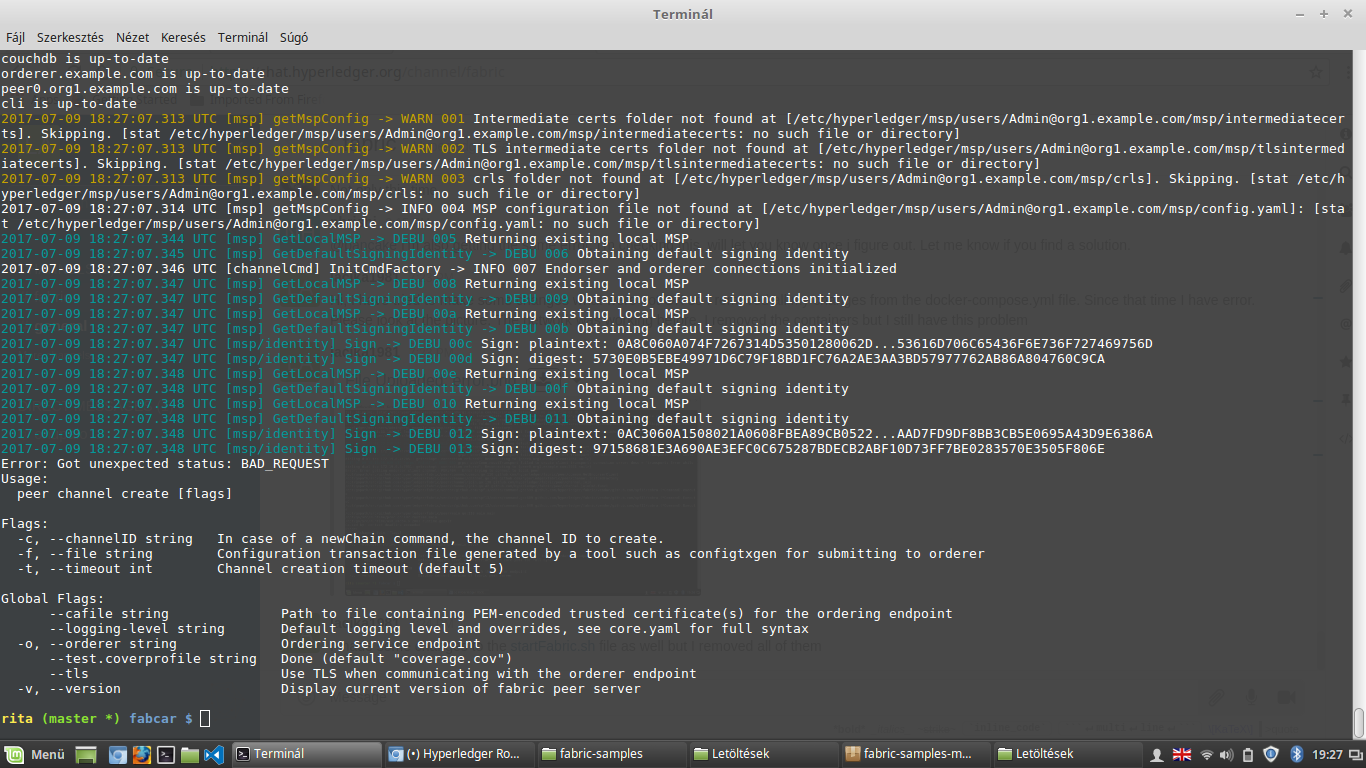 Terminál
Fájl Szerkesztés Nézet Keresés Terminál Súgó
couchdb is up-to-date
orderer.example.com is up-to-date
peer0.org1.example.com is up-to-date
cli is up-to-date
2017-07-09 18:27:07.313 UTC [msp] getMspConfig -> WARN 001 Intermediate certs folder not found at [/etc/hyperledger/msp/users/Admin@org1.example.com/msp/intermediatecer
ts]. Skipping. [stat /etc/hyperledger/msp/users/Admin@org1.example.com/msp/intermediatecerts: no such file or directory]
2017-07-09 18:27:07.313 UTC [msp] getMspConfig -> WARN 002 TLS intermediate certs folder not found at [/etc/hyperledger/msp/users/Admin@org1.example.com/msp/tlsintermed
iatecerts]. Skipping. [stat /etc/hyperledger/msp/users/Admin@org1.example.com/msp/tlsintermediatecerts: no such file or directory]
2017-07-09 18:27:07.313 UTC [msp] getMspConfig -> WARN 003 crls folder not found at [/etc/hyperledger/msp/users/Admin@org1.example.com/msp/crls]. Skipping. [stat /etc/h
yperledger/msp/users/Admin@org1.example.com/msp/crls: no such file or directory]
2017-07-09 18:27:07.314 UTC [msp] getMspConfig -> INFO 004 MSP configuration file not found at [/etc/hyperledger/msp/users/Admin@org1.example.com/msp/config.yaml]: [sta
t /etc/hyperledger/msp/users/Admin@org1.example.com/msp/config.yaml: no such file or directory]
2017-07-09 18:27:07.344 UTC [msp] GetLocalMSP -> DEBU 005 Returning existing local MSP
2017-07-09 18:27:07.345 UTC [msp] GetDefaultSigningIdentity -> DEBU 006 Obtaining default signing identity
2017-07-09 18:27:07.346 UTC [channelCmd] InitCmdFactory -> INFO 007 Endorser and orderer connections initialized
2017-07-09 18:27:07.347 UTC [msp] GetLocalMSP -> DEBU 008 Returning existing local MSP
2017-07-09 18:27:07.347 UTC [msp] GetDefaultSigningIdentity -> DEBU 009 Obtaining default signing identity
2017-07-09 18:27:07.347 UTC [msp] GetLocalMSP -> DEBU 00a Returning existing local MSP
2017-07-09 18:27:07.347 UTC [msp] GetDefaultSigningIdentity -> DEBU 00b Obtaining default signing identity
2017-07-09 18:27:07.347 UTC [msp/identity] Sign -> DEBU 00c Sign: plaintext: 0A8C060A074F7267314D53501280062D...53616D706C65436F6E736F727469756D
2017-07-09 18:27:07.347 UTC [msp/identity] Sign -> DEBU 00d Sign: digest: 5730E0B5EBE49971D6C79F18BD1FC76A2AE3AA3BD57977762AB86A804760C9CA
2017-07-09 18:27:07.348 UTC [msp] GetLocalMSP -> DEBU 00e Returning existing local MSP
2017-07-09 18:27:07.348 UTC [msp] GetDefaultSigningIdentity -> DEBU 00f Obtaining default signing identity
2017-07-09 18:27:07.348 UTC [msp] GetLocalMSP -> DEBU 010 Returning existing local MSP
2017-07-09 18:27:07.348 UTC [msp] GetDefaultSigningIdentity -> DEBU 011 Obtaining default signing identity
2017-07-09 18:27:07.348 UTC [msp/identity] Sign -> DEBU 012 Sign: plaintext: 0AC3060A1508021A0608FBEA89CB0522...AAD7FD9DF8BB3CB5E0695A43D9E6386A
2017-07-09 18:27:07.348 UTC [msp/identity] Sign -> DEBU 013 Sign: digest: 97158681E3A690AE3EFC0C675287BDECB2ABF10D73FF7BE0283570E3505F806E
Error: Got unexpected status: BAD_REQUEST
Usage:
peer channel create [flags]
Flags:
-c, --channelID string In case of a newChain command, the channel ID to create.
-f, --file string Configuration transaction file generated by a tool such as configtxgen for submitting to orderer
-t, --timeout int Channel creation timeout (default 5)
Global Flags:
--cafile string Path to file containing PEM-encoded trusted certificate(s) for the ordering endpoint
--logging-level string Default logging level and overrides, see core.yaml for full syntax
-o, --orderer string Ordering service endpoint
--test.coverprofile string Done (default "coverage.cov")
--tls Use TLS when communicating with the orderer endpoint
-v, --version Display current version of fabric peer server
rita (master *) fabcar $
Menü Terminál (•) Hyperledger Ro... fabric-samples Letöltések fabric-samples-m... Letöltések 19:27